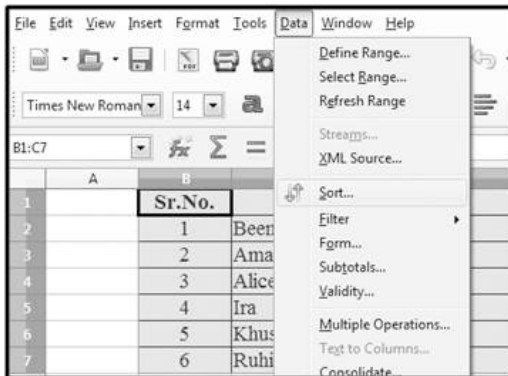 File Edit View Insert Format Tools Data Window Help
Define Range...
Select Range...
Refresh Range
Streams...
XML Source...
Sort...
Filter
Form...
Subtotals...
Validity...
Multiple Operations...
Text to Columns...
Consolidate...
Times New Roman 14 a
B1:C7 fx Σ =
A B
1 Sr.No.
2 1
3 2 Ama
4 3 Alice
5 4 Ira
6 5 Khus
7 6 Ruhi